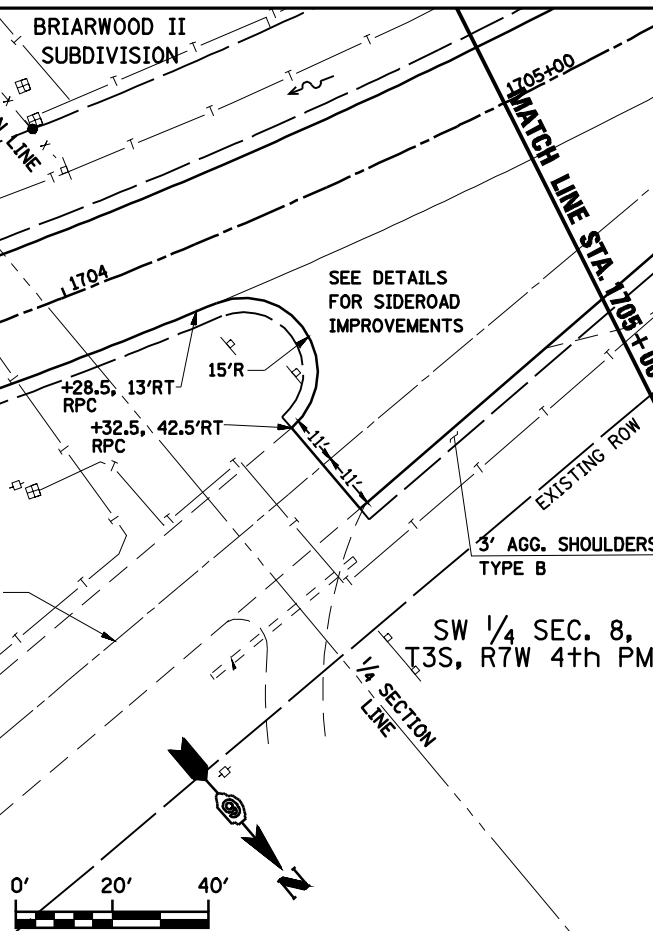 BRIARWOOD II
SUBDIVISION
1705+00
MATCH LINE STA. 1705+00
LINE
1704
SEE DETAILS
FOR SIDEROAD
IMPROVEMENTS
15'R
+28.5, 13'RT
RPC
+32.5, 42.5'RT
RPC
11'
11'
EXISTING ROW
3' AGG. SHOULDERS
TYPE B
SW 1/4 SEC. 8,
T3S, R7W 4th PM
1/4 SECTION
LINE
N
0' 20' 40'